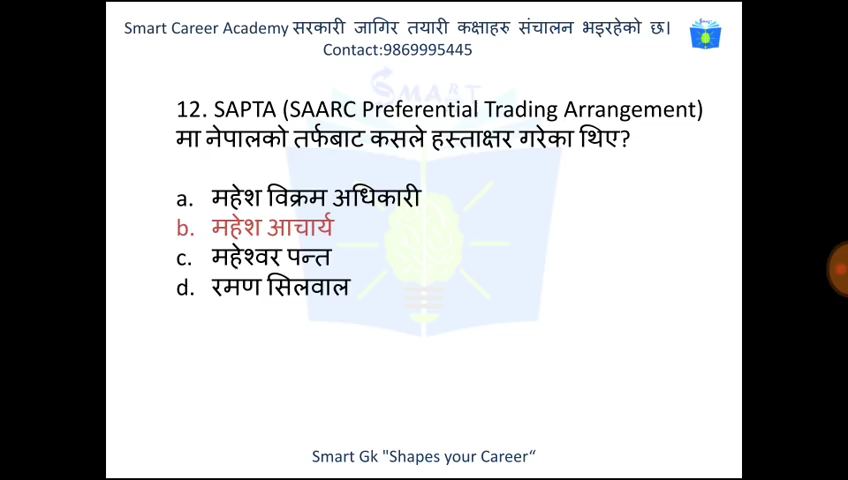 Smart Career Academy सरकारी जागिर तयारी कक्षाहरु संचालन भइरहेको छ।
Contact:9869995445
SMART
12. SAPTA (SAARC Preferential Trading Arrangement)
मा नेपालको तर्फबाट कसले हस्ताक्षर गरेका थिए?
a. महेश विक्रम अधिकारी
b. महेश आचार्य
c. महेश्वर पन्त
d. रमण सिलवाल
Smart Gk "Shapes your Career“